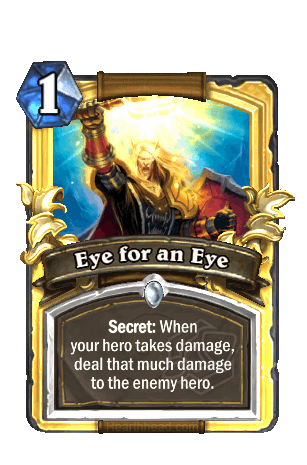 1
Eye for an Eye
Secret: When
your hero takes damage,
deal that much damage
to the enemy hero.